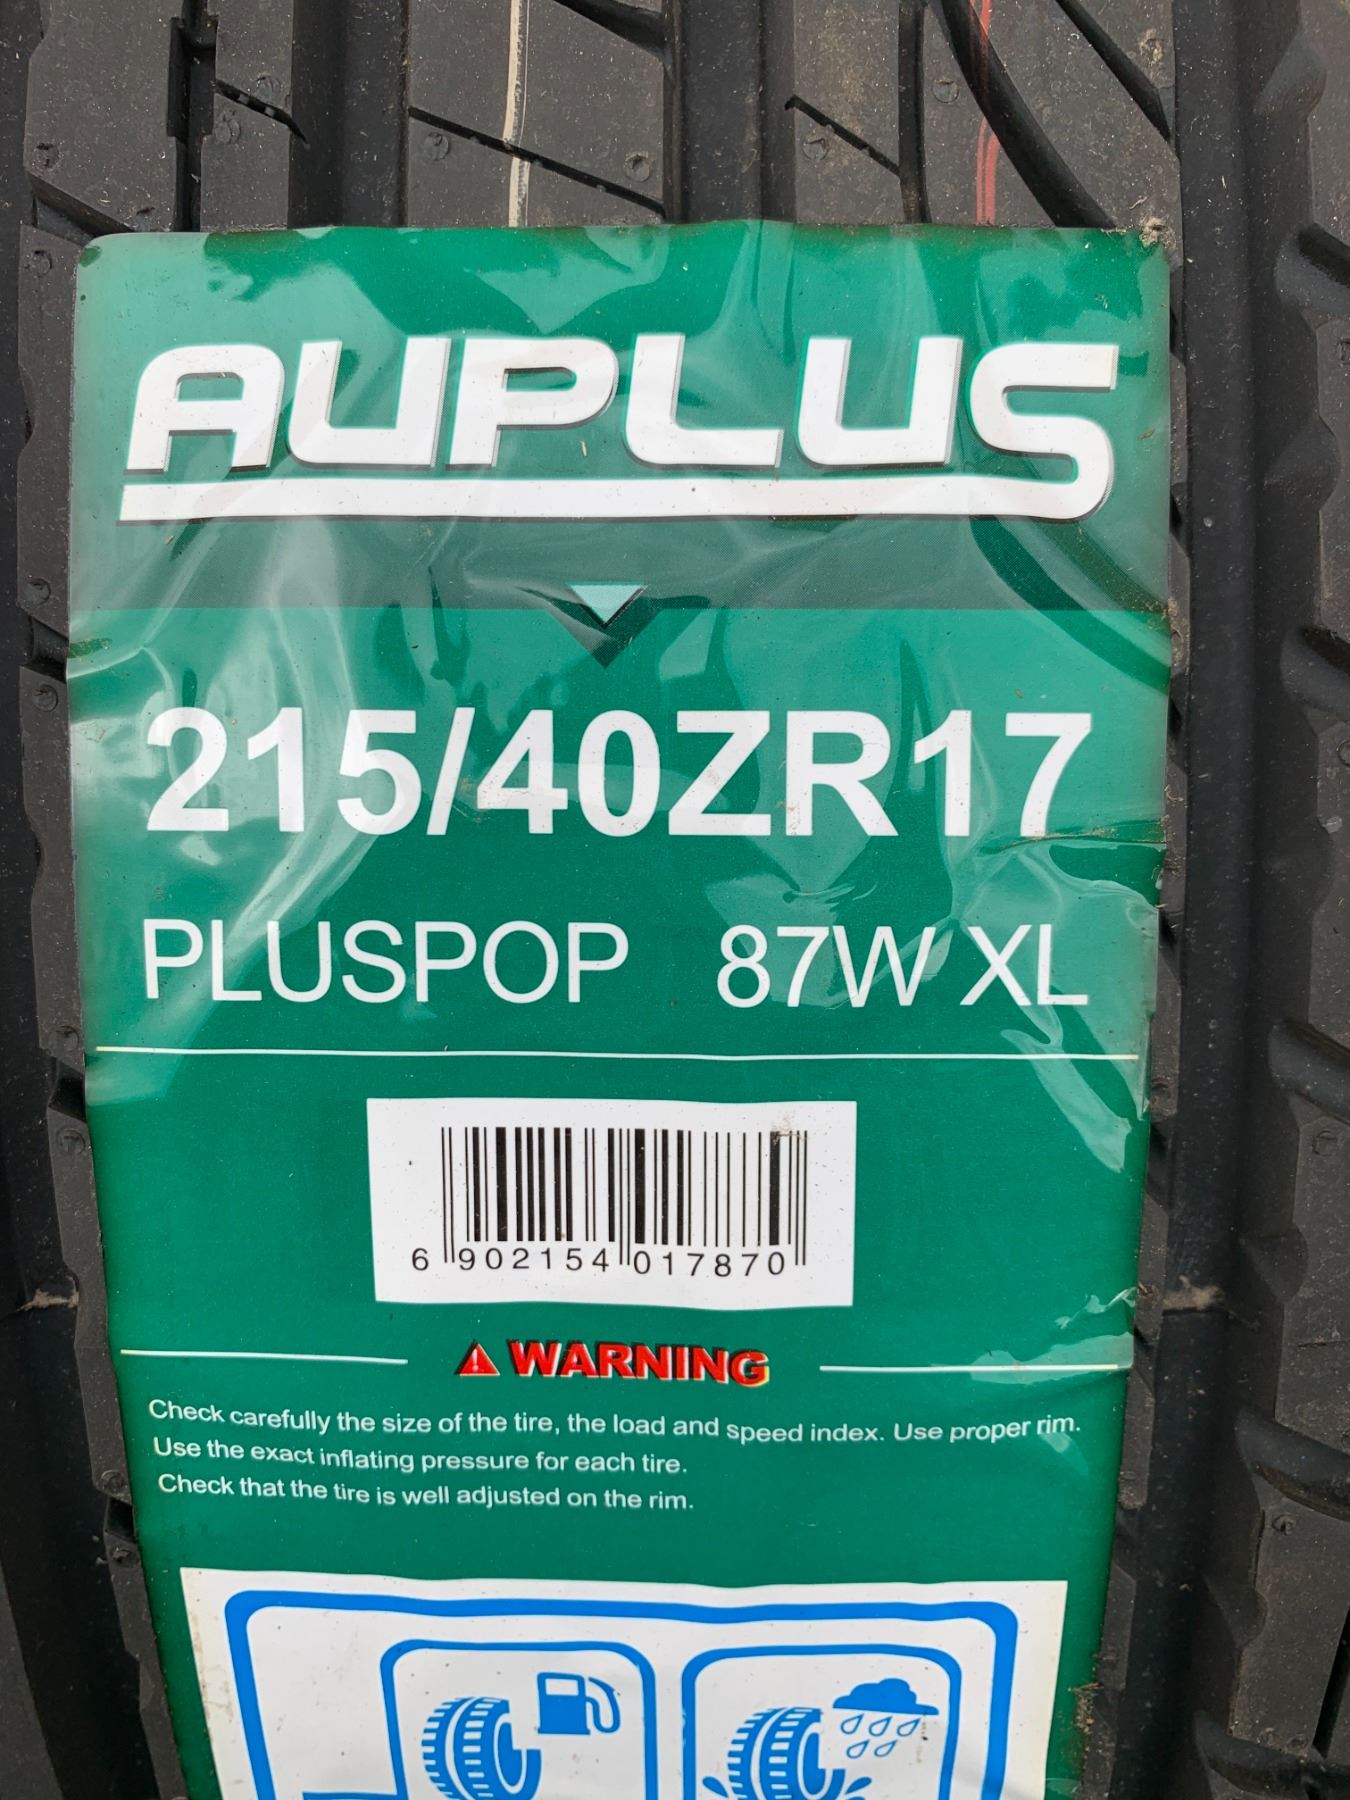 AUPLUS
215/40ZR17
PLUSPOP 87W XL
6 902154 017870
WARNING
Check carefully the size of the tire, the load and speed index. Use proper rim.
Use the exact inflating pressure for each tire.
Check that the tire is well adjusted on the rim.